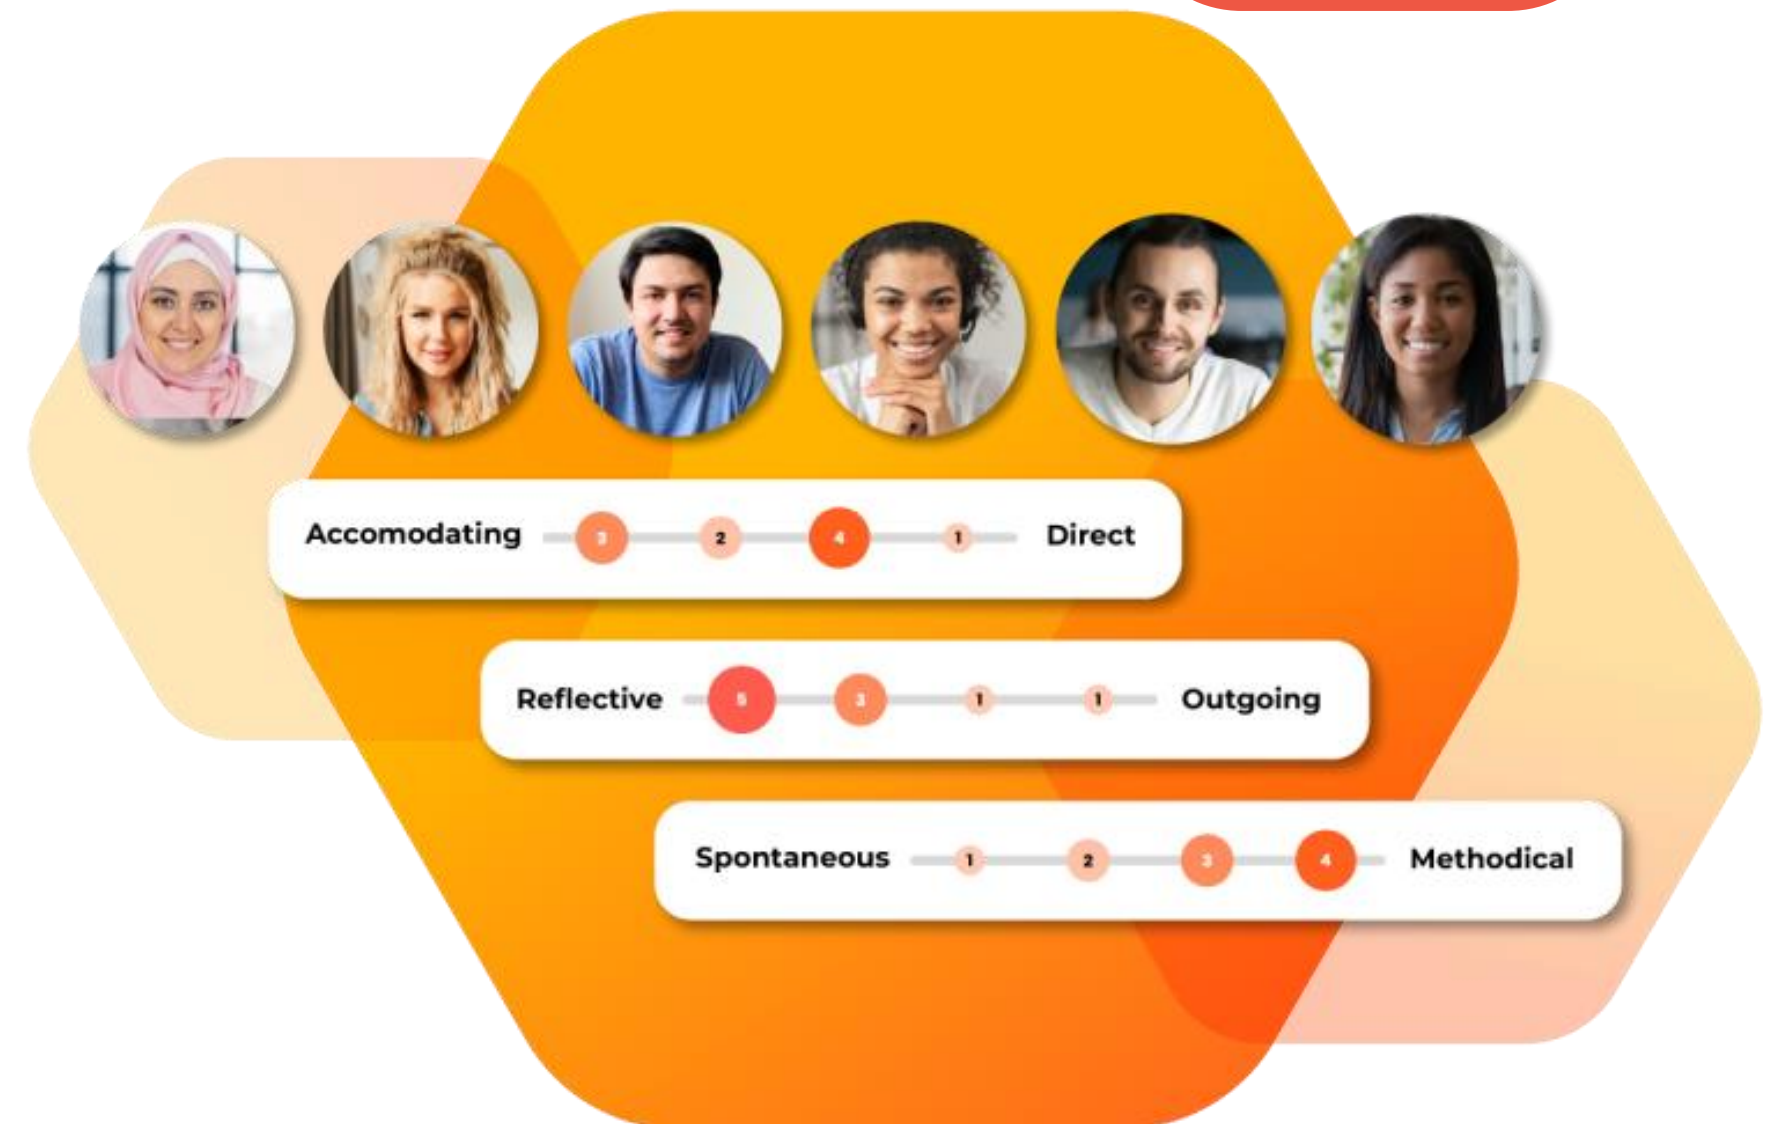 Accomodating 3 2 4 1 Direct
Reflective 5 3 1 1 Outgoing
Spontaneous 1 2 3 4 Methodical